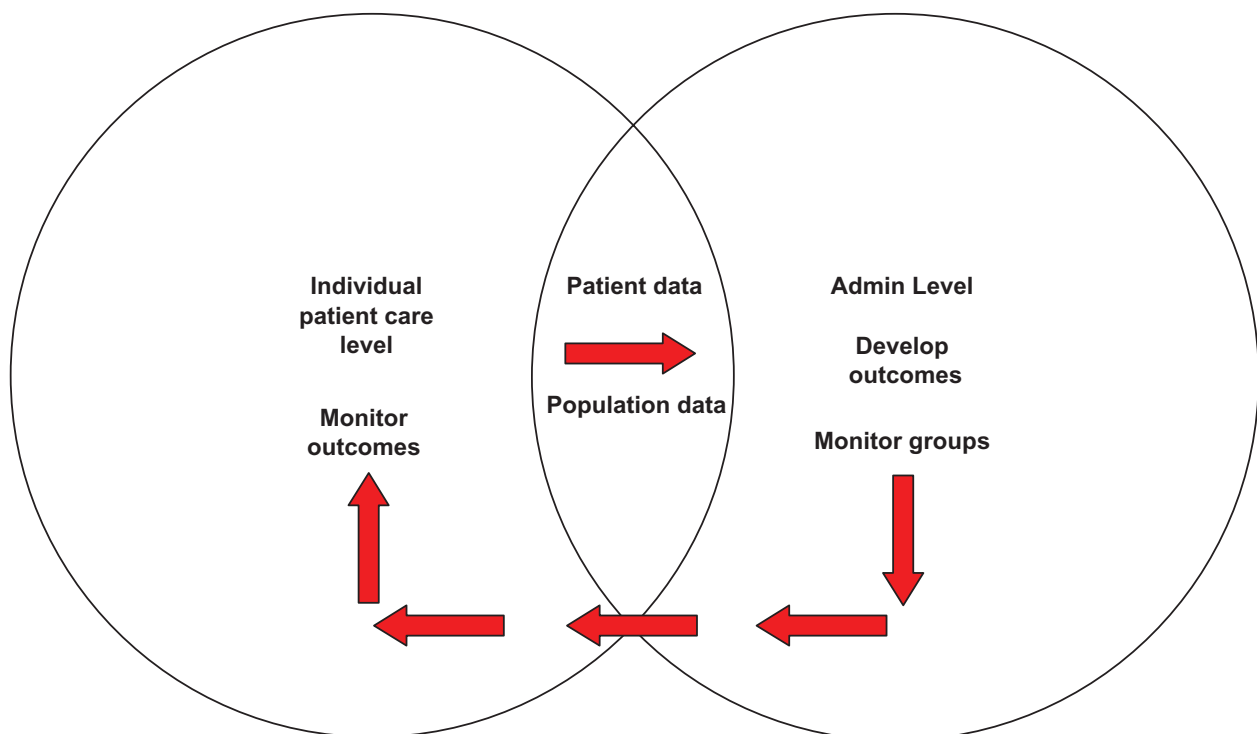 Individual
patient care
level
Monitor
outcomes
Patient data
Population data
Admin Level
Develop
outcomes
Monitor groups